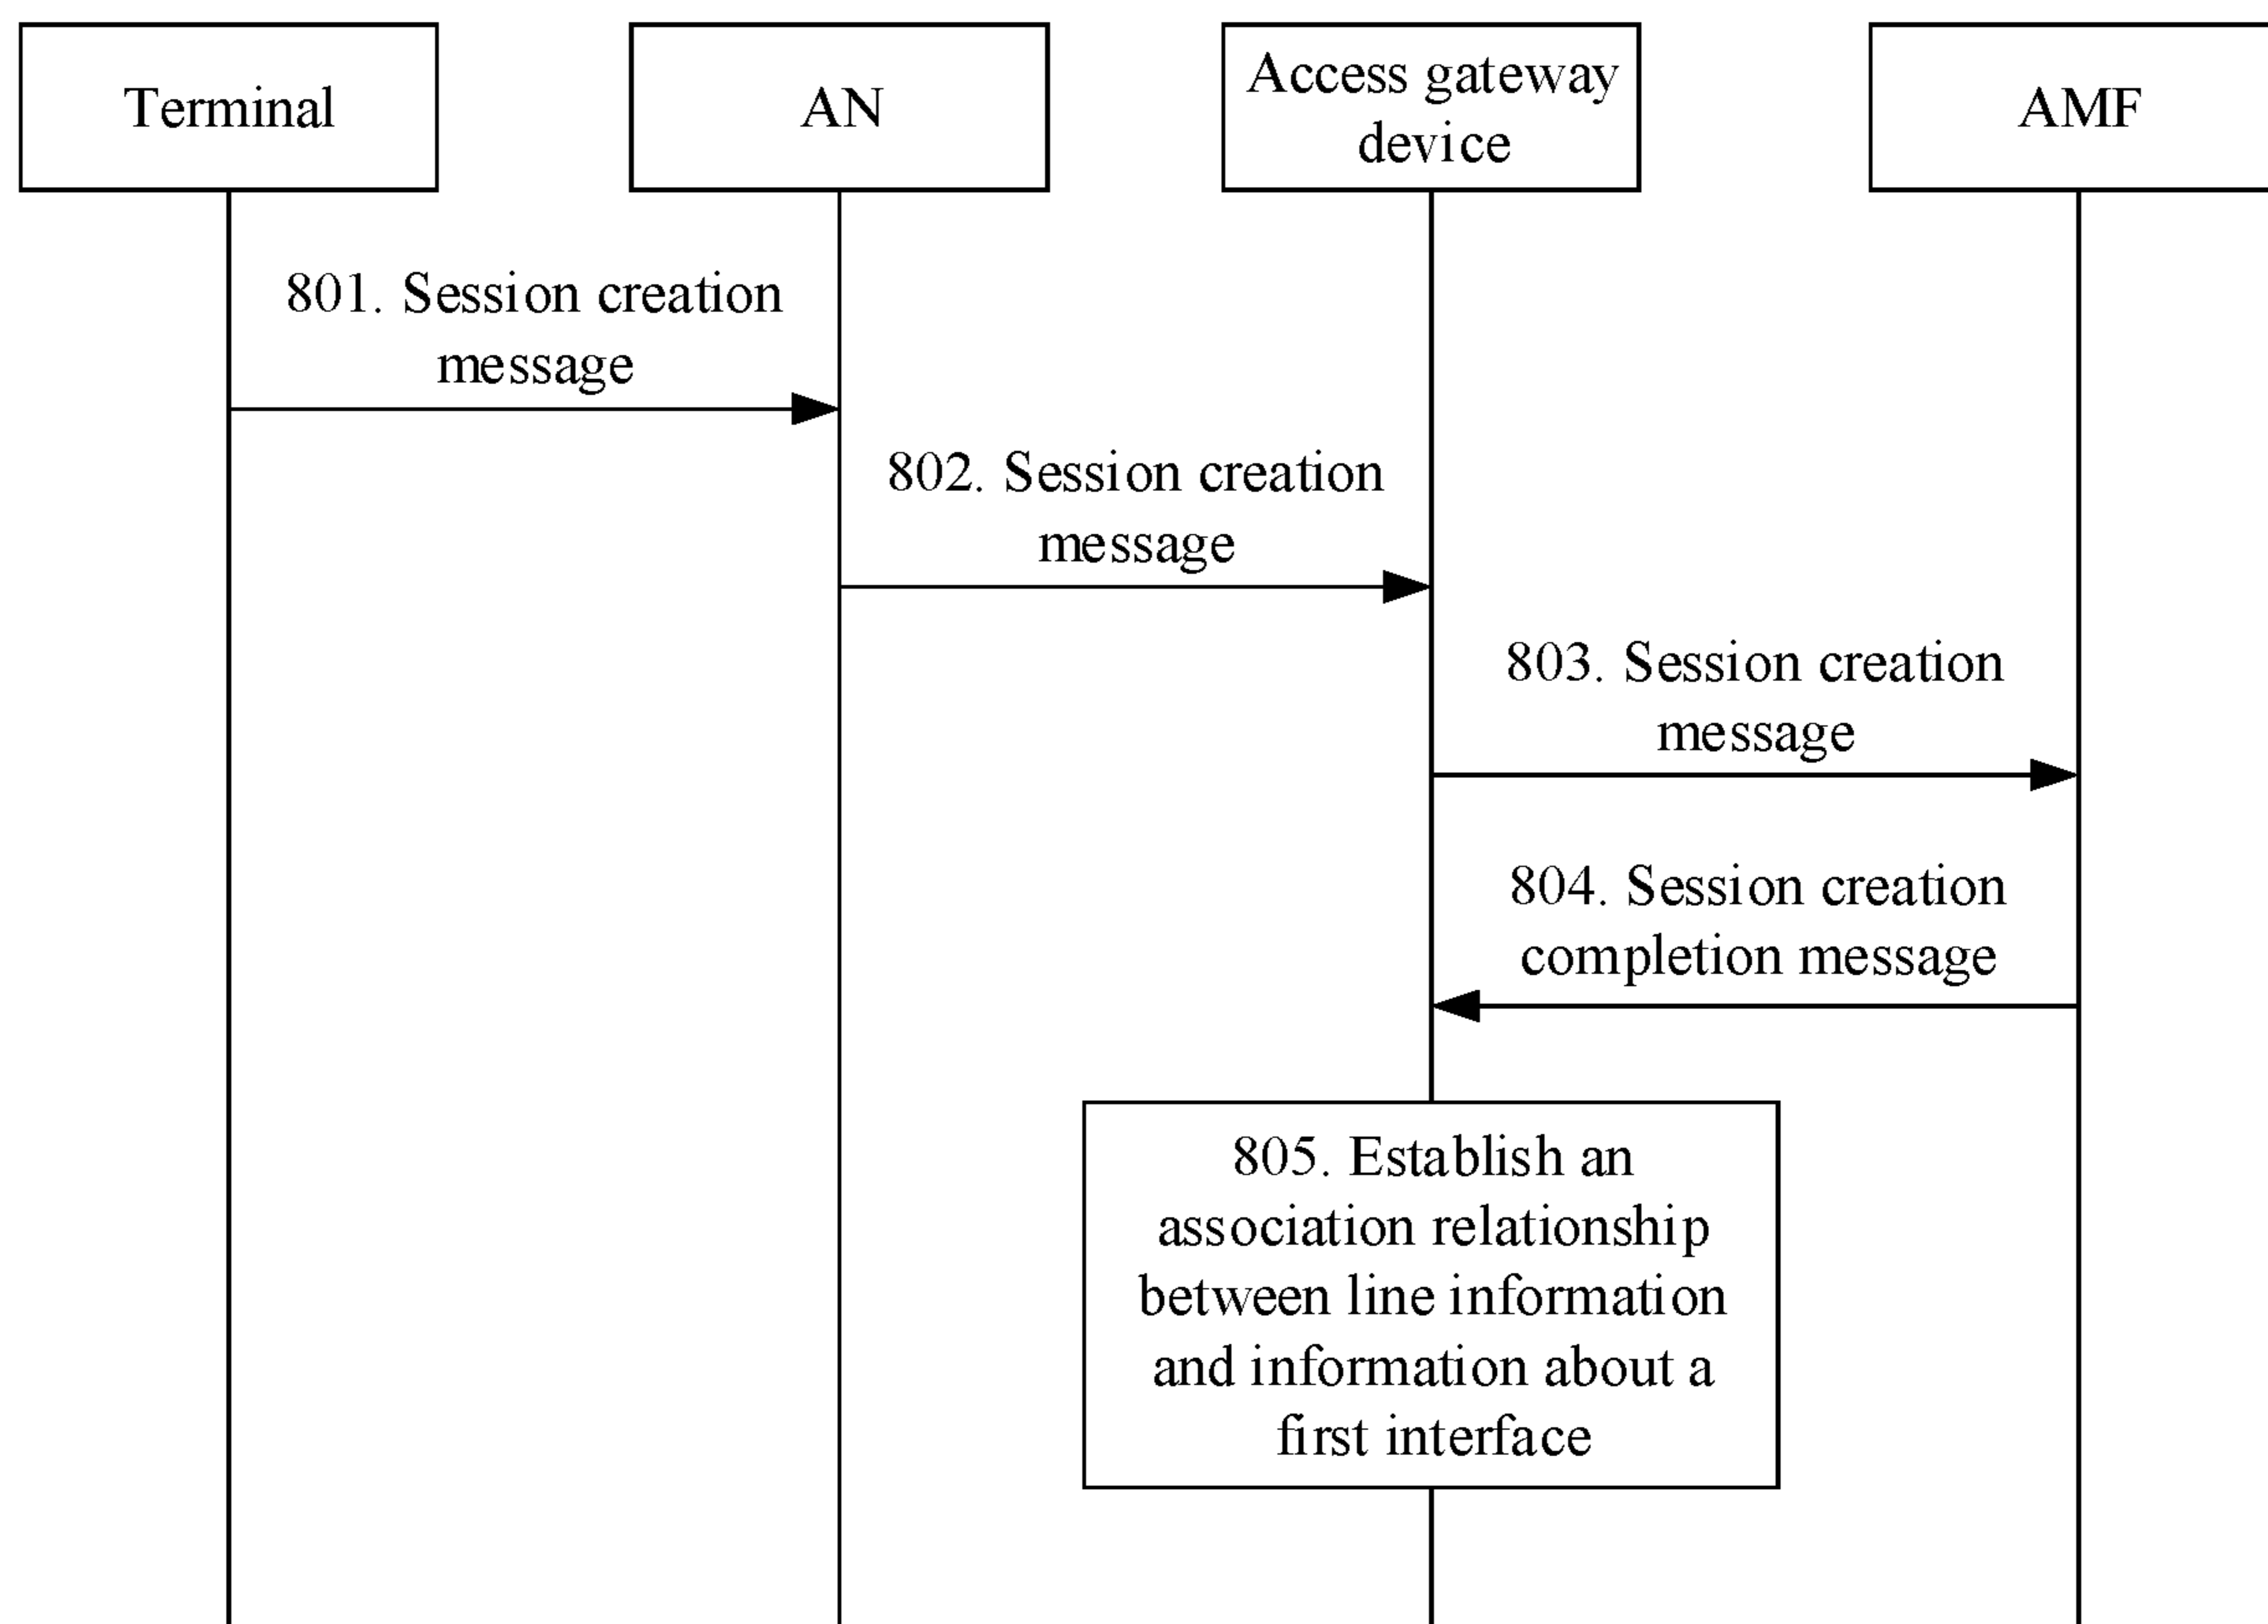 Terminal
AN
Access gateway
device
AMF
801. Session creation
message
802. Session creation
message
803. Session creation
message
804. Session creation
completion message
805. Establish an
association relationship
between line information
and information about a
first interface